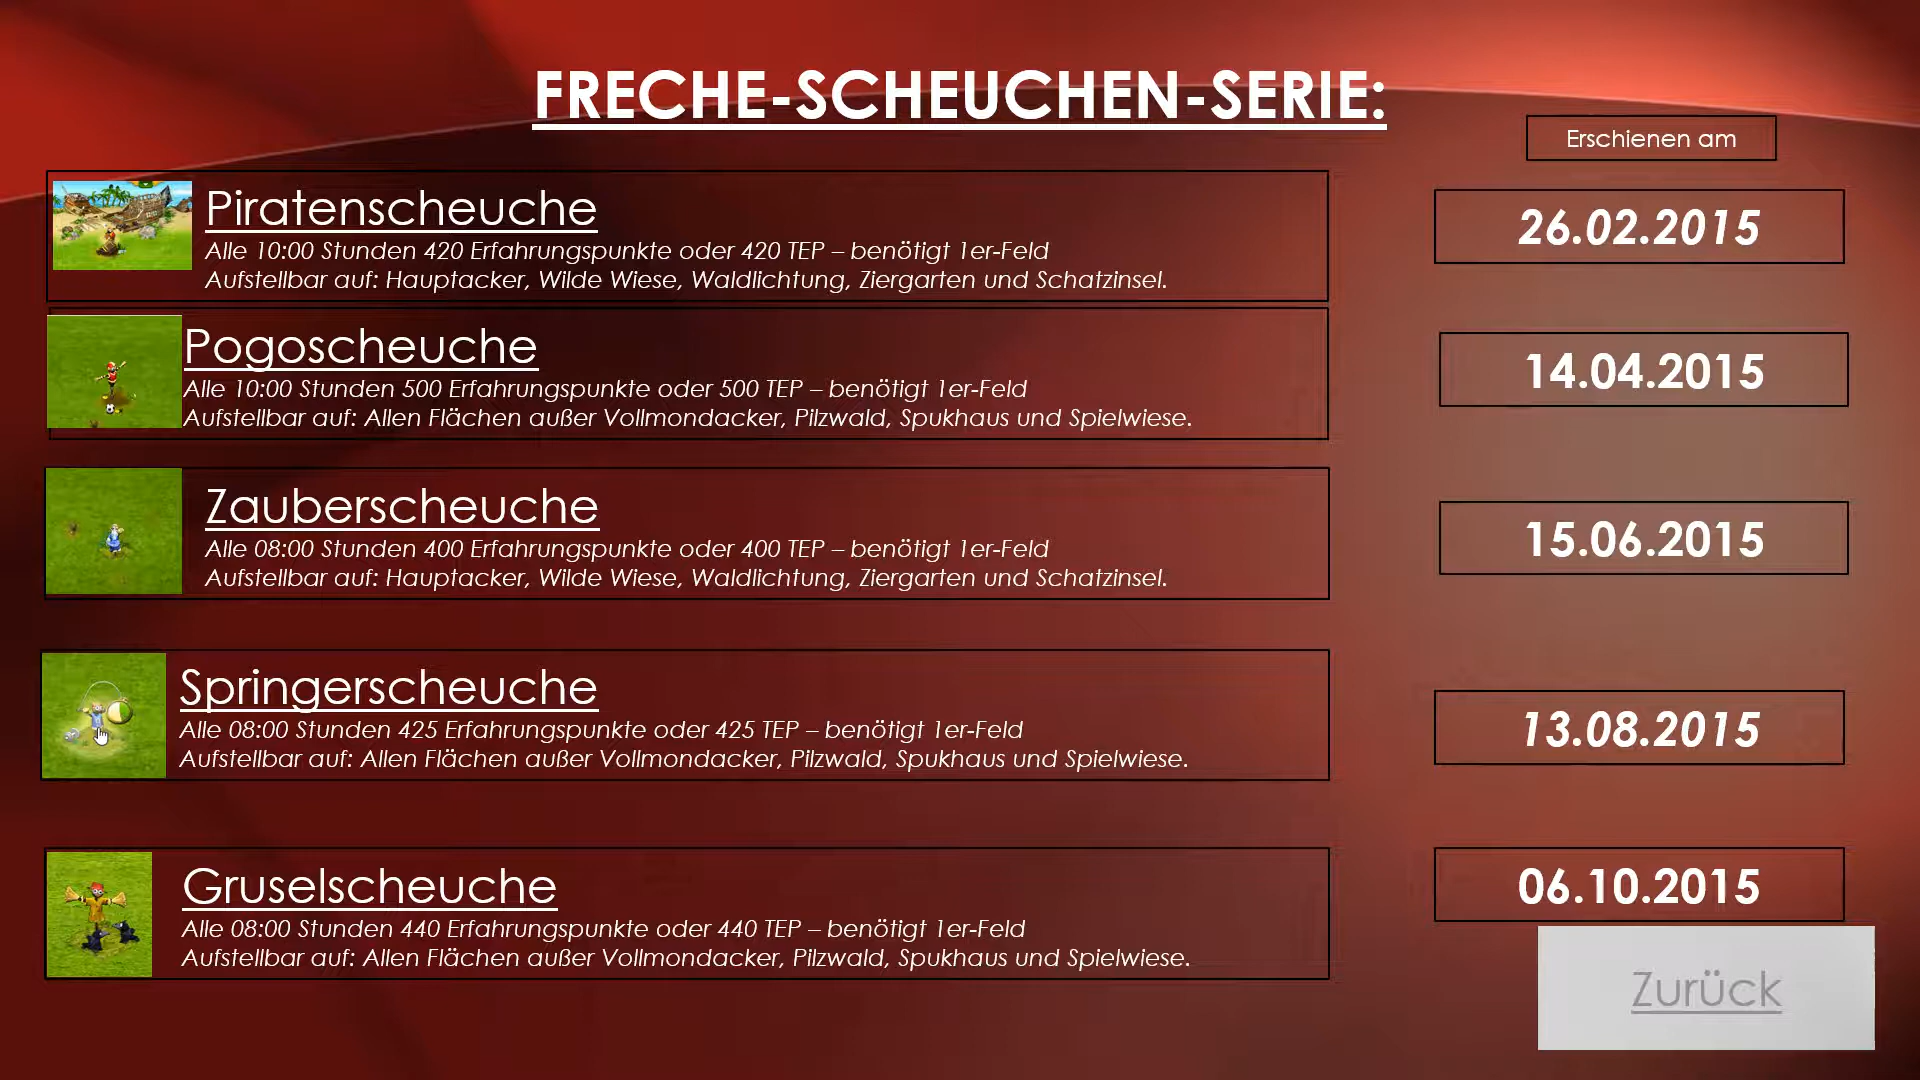 FRECHE-SCHEUCHEN-SERIE:
Erschienen am
Piratenscheuche
Alle 10:00 Stunden 420 Erfahrungspunkte oder 420 TEP – benötigt 1er-Feld
Aufstellbar auf: Hauptacker, Wilde Wiese, Waldlichtung, Ziergarten und Schatzinsel.
26.02.2015
Pogoscheuche
Alle 10:00 Stunden 500 Erfahrungspunkte oder 500 TEP – benötigt 1er-Feld
Aufstellbar auf: Allen Flächen außer Vollmondacker, Pilzwald, Spukhaus und Spielwiese.
14.04.2015
Zauberscheuche
Alle 08:00 Stunden 400 Erfahrungspunkte oder 400 TEP – benötigt 1er-Feld
Aufstellbar auf: Hauptacker, Wilde Wiese, Waldlichtung, Ziergarten und Schatzinsel.
15.06.2015
Springerscheuche
Alle 08:00 Stunden 425 Erfahrungspunkte oder 425 TEP – benötigt 1er-Feld
Aufstellbar auf: Allen Flächen außer Vollmondacker, Pilzwald, Spukhaus und Spielwiese.
13.08.2015
Gruselscheuche
Alle 08:00 Stunden 440 Erfahrungspunkte oder 440 TEP – benötigt 1er-Feld
Aufstellbar auf: Allen Flächen außer Vollmondacker, Pilzwald, Spukhaus und Spielwiese.
06.10.2015
Zurück